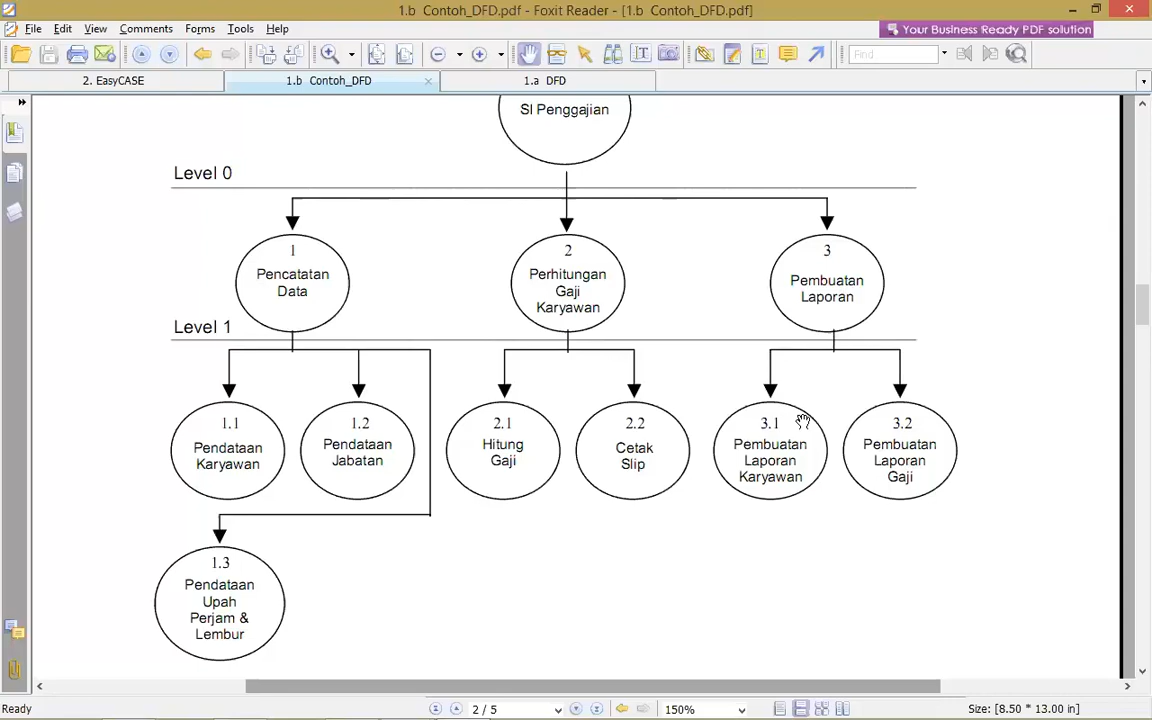 1.b Contoh_DFD.pdf - Foxit Reader - [1.b Contoh_DFD.pdf]
File Edit View Comments Forms Tools Help
Your Business Ready PDF solution
Find
2. EasyCASE
1.b Contoh_DFD
1.a DFD
SI Penggajian
Level 0
1
Pencatatan
Data
2
Perhitungan
Gaji
Karyawan
3
Pembuatan
Laporan
Level 1
1.1
Pendataan
Karyawan
1.2
Pendataan
Jabatan
2.1
Hitung
Gaji
2.2
Cetak
Slip
3.1
Pembuatan
Laporan
Karyawan
3.2
Pembuatan
Laporan
Gaji
1.3
Pendataan
Upah
Perjam &
Lembur
Ready
2 / 5
150%
Size: [8.50 * 13.00 in]